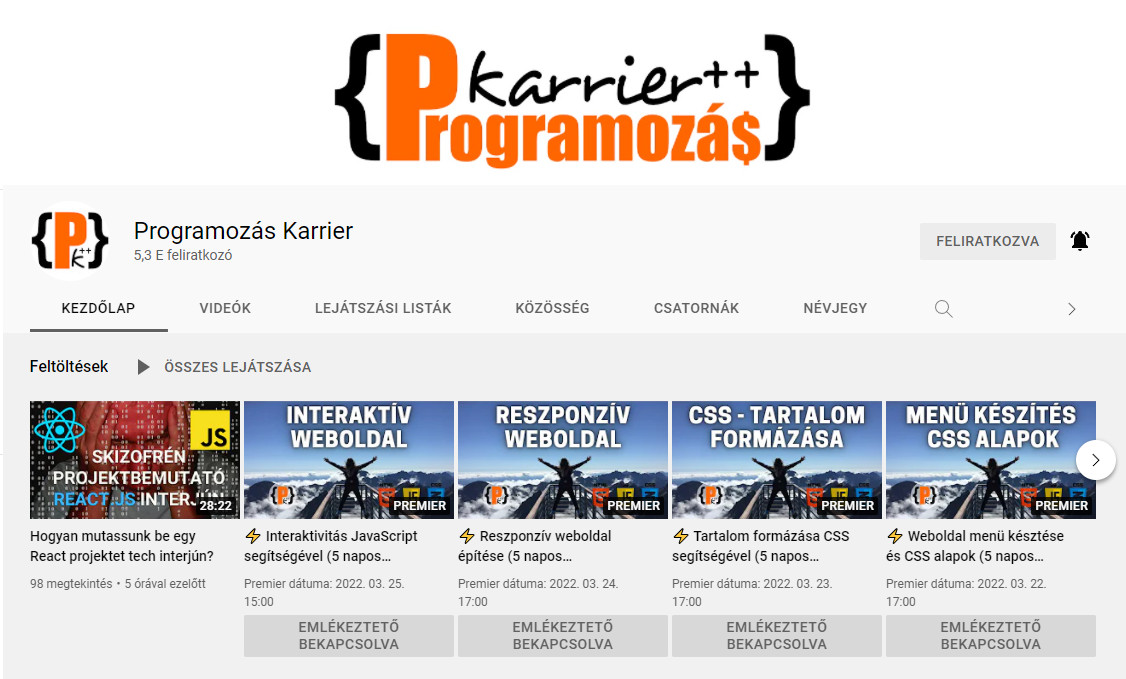 {Pkarrier++
Programozás}
{P
k++}
Programozás Karrier
5,3 E feliratkozó
FELIRATKOZVA
KEZDŐLAP
VIDEÓK
LEJÁTSZÁSI LISTÁK
KÖZÖSSÉG
CSATORNÁK
NÉVJEGY
Feltöltések
ÖSSZES LEJÁTSZÁSA
JS
SKIZOFRÉN
PROJEKTBEMUTATÓ
REACT JS INTERJÚN
28:22
Hogyan mutassunk be egy
React projektet tech interjún?
98 megtekintés • 5 órával ezelőtt
INTERAKTÍV
WEBOLDAL
PREMIER
⚡ Interaktivitás JavaScript
segítségével (5 napos…
Premier dátuma: 2022. 03. 25.
15:00
EMLÉKEZTETŐ
BEKAPCSOLVA
RESZPONZÍV
WEBOLDAL
PREMIER
⚡ Reszponzív weboldal
építése (5 napos…
Premier dátuma: 2022. 03. 24.
17:00
EMLÉKEZTETŐ
BEKAPCSOLVA
CSS - TARTALOM
FORMÁZÁSA
PREMIER
⚡ Tartalom formázása CSS
segítségével (5 napos…
Premier dátuma: 2022. 03. 23.
17:00
EMLÉKEZTETŐ
BEKAPCSOLVA
MENÜ KÉSZÍTÉS
CSS ALAPOK
PREMIER
⚡ Weboldal menü készítése
és CSS alapok (5 napos…
Premier dátuma: 2022. 03. 22.
17:00
EMLÉKEZTETŐ
BEKAPCSOLVA